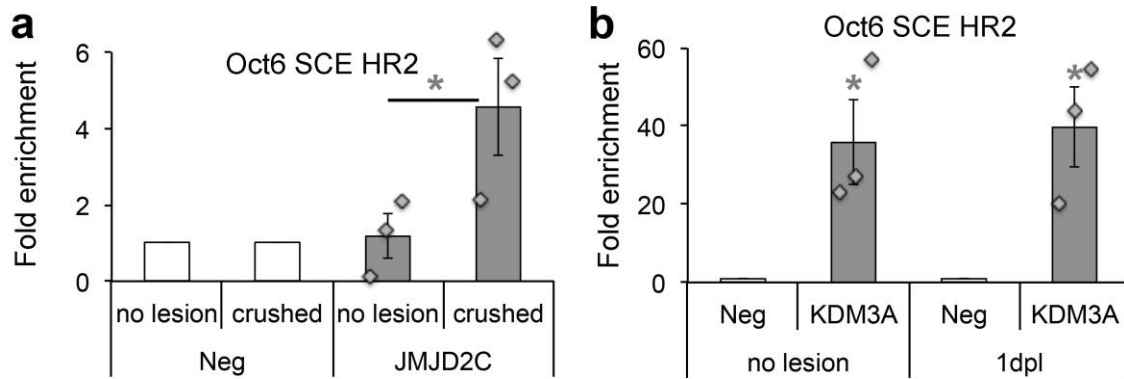 a
Oct6 SCE HR2
*
Fold enrichment
6
4
2
0
no lesion
crushed
no lesion
crushed
Neg
JMJD2C
b
Oct6 SCE HR2
*
*
Fold enrichment
60
40
20
0
Neg
KDM3A
Neg
KDM3A
no lesion
1dpl